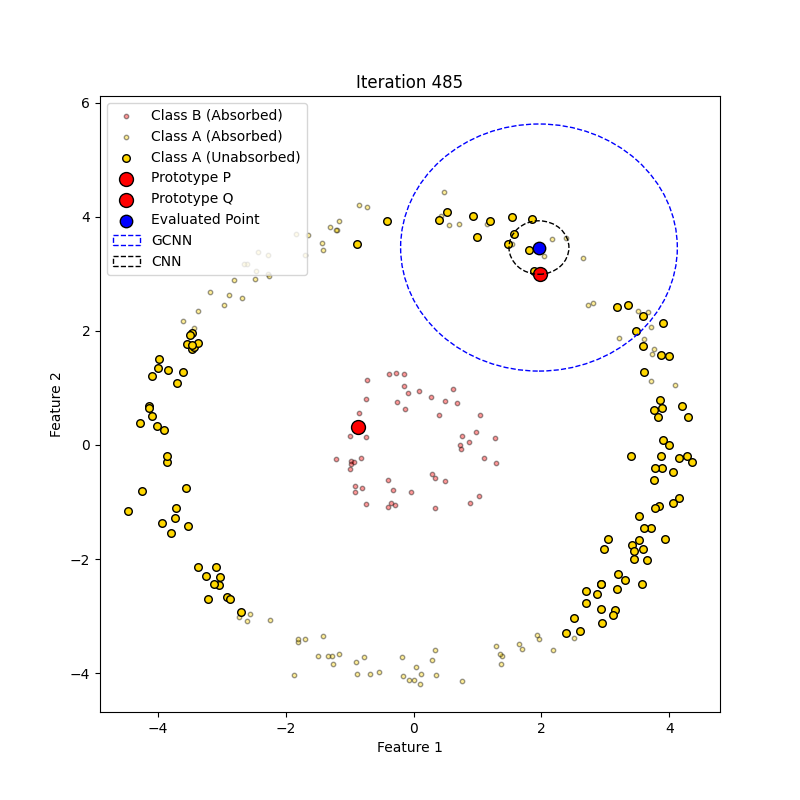 Iteration 485
Class B (Absorbed)
Class A (Absorbed)
Class A (Unabsorbed)
Prototype P
Prototype Q
Evaluated Point
GCNN
CNN
6
4
2
0
−2
−4
Feature 2
−4
−2
0
2
4
Feature 1